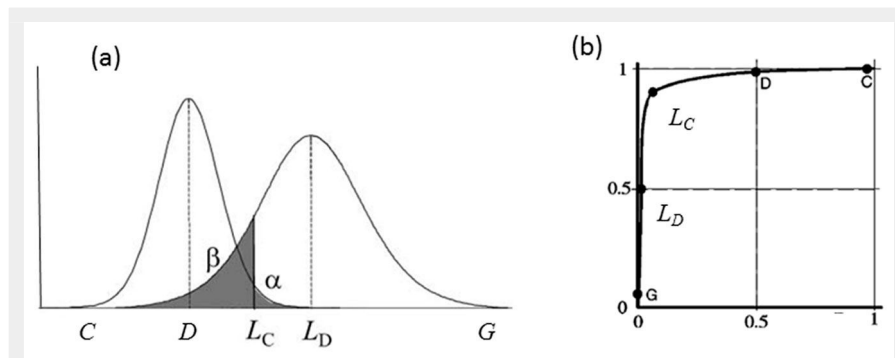 (a)
β
α
C D L_C L_D G
(b)
1
D
C
L_C
0.5
L_D
G
0
0 0.5 1